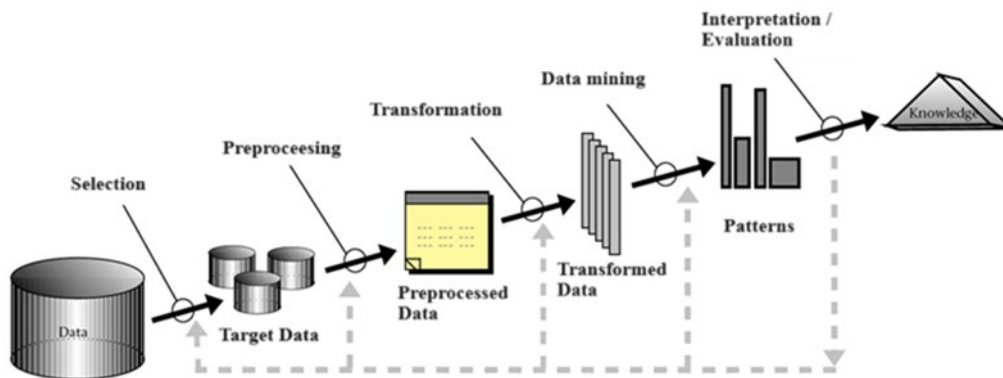 Interpretation /
Evaluation
Data mining
Knowledge
Transformation
Preproceesing
Selection
Patterns
Transformed
Data
Preprocessed
Data
Target Data
Data